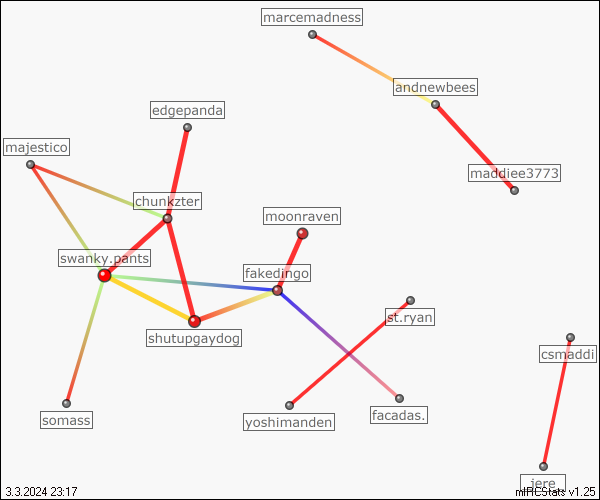 marcemadness
andnewbees
edgepanda
majestico
maddiee3773
chunkzter
moonraven
swanky.pants
fakedingo
st.ryan
shutupgaydog
csmaddi
somass
yoshimanden
facadas.
jere_
3.3.2024 23:17
mIRCStats v1.25